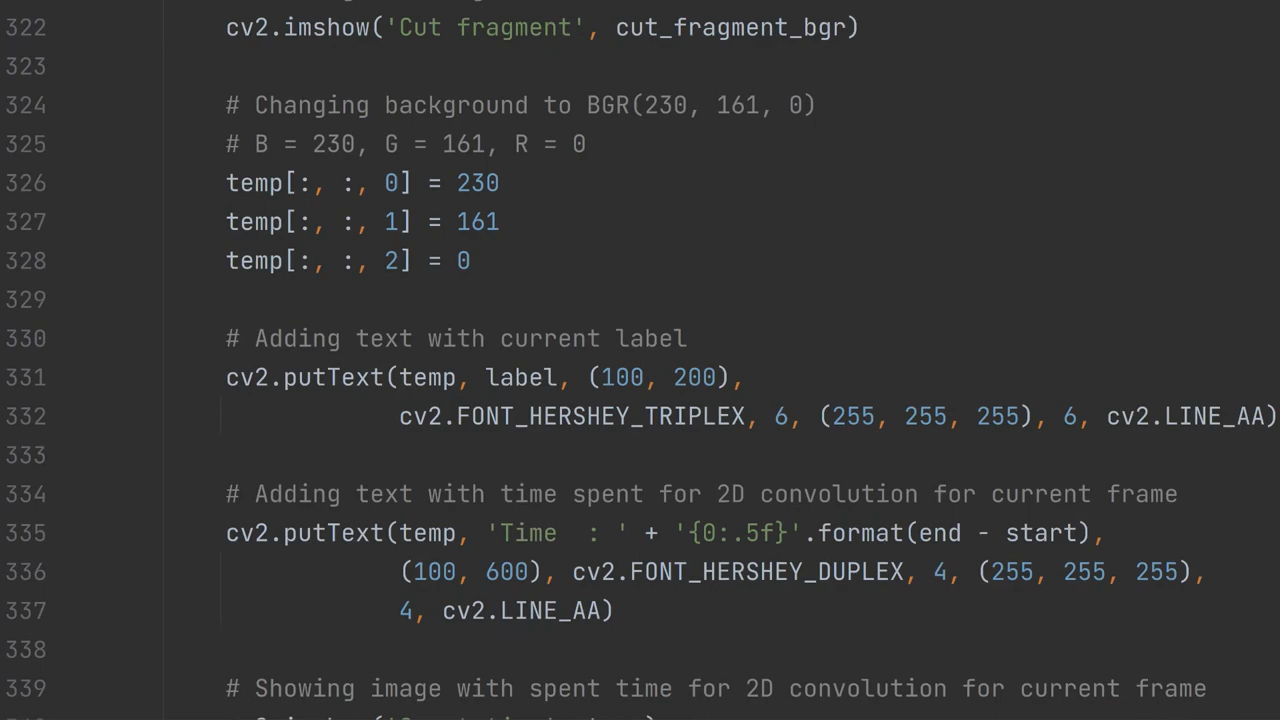 322 cv2.imshow('Cut fragment', cut_fragment_bgr)
323
324 # Changing background to BGR(230, 161, 0)
325 # B = 230, G = 161, R = 0
326 temp[:, :, 0] = 230
327 temp[:, :, 1] = 161
328 temp[:, :, 2] = 0
329
330 # Adding text with current label
331 cv2.putText(temp, label, (100, 200),
332 cv2.FONT_HERSHEY_TRIPLEX, 6, (255, 255, 255), 6, cv2.LINE_AA)
333
334 # Adding text with time spent for 2D convolution for current frame
335 cv2.putText(temp, 'Time  : ' + '{0:.5f}'.format(end - start),
336 (100, 600), cv2.FONT_HERSHEY_DUPLEX, 4, (255, 255, 255),
337 4, cv2.LINE_AA)
338
339 # Showing image with spent time for 2D convolution for current frame